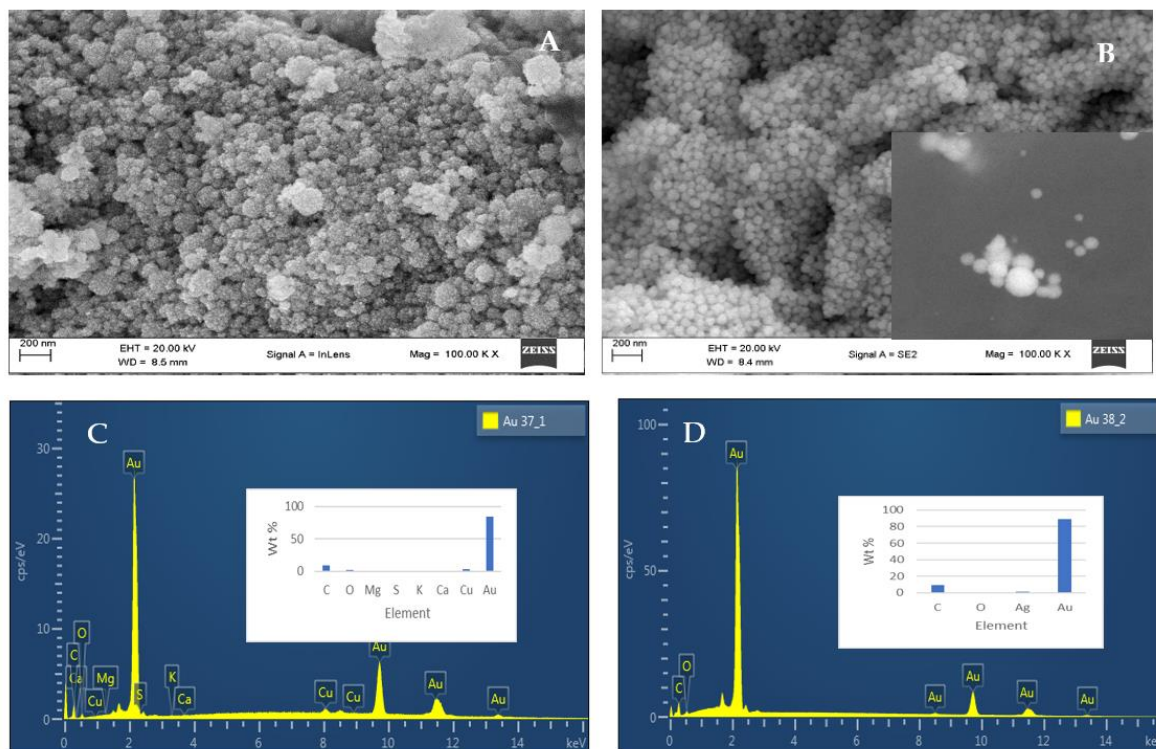 A
200 nm
EHT = 20.00 kV
WD = 8.5 mm
Signal A = InLens
Mag = 100.00 K X
ZEISS
B
200 nm
EHT = 20.00 kV
WD = 8.4 mm
Signal A = SE2
Mag = 100.00 K X
ZEISS
C
Au 37_1
cps/eV
30
20
10
0
Au
O
C
Ca
Cu
Mg
S
K
Ca
Cu
Cu
Au
Au
Au
Wt %
100
50
0
C O Mg S K Ca Cu Au
Element
0 2 4 6 8 10 12 14 keV
D
Au 38_2
cps/eV
100
50
0
Au
C
O
Au
Au
Au
Au
Wt %
100
80
60
40
20
0
C O Ag Au
Element
0 2 4 6 8 10 12 14 keV